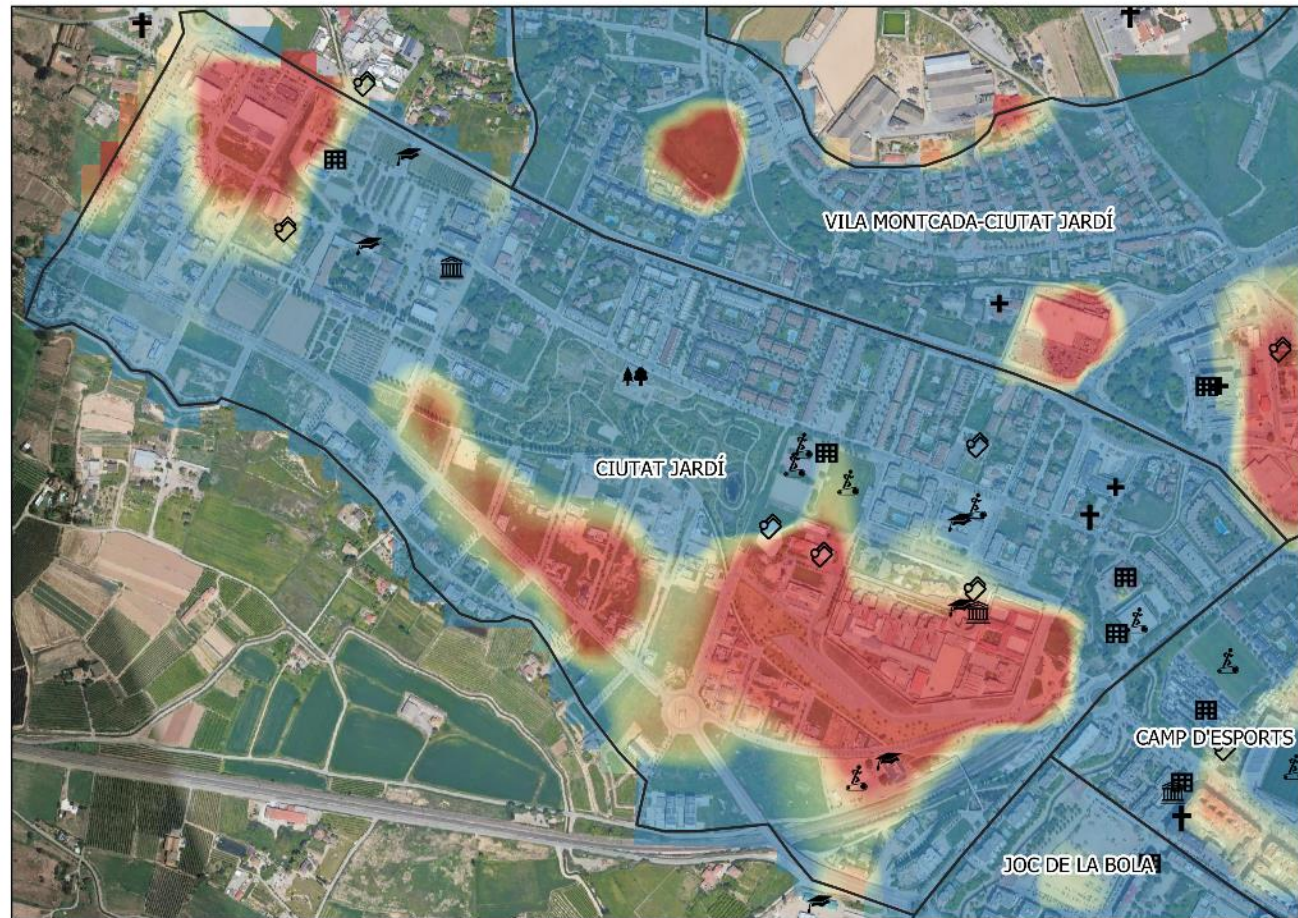 VILA MONTCADA-CIUTAT JARDÍ
CIUTAT JARDÍ
CAMP D'ESPORTS
JOC DE LA BOLA